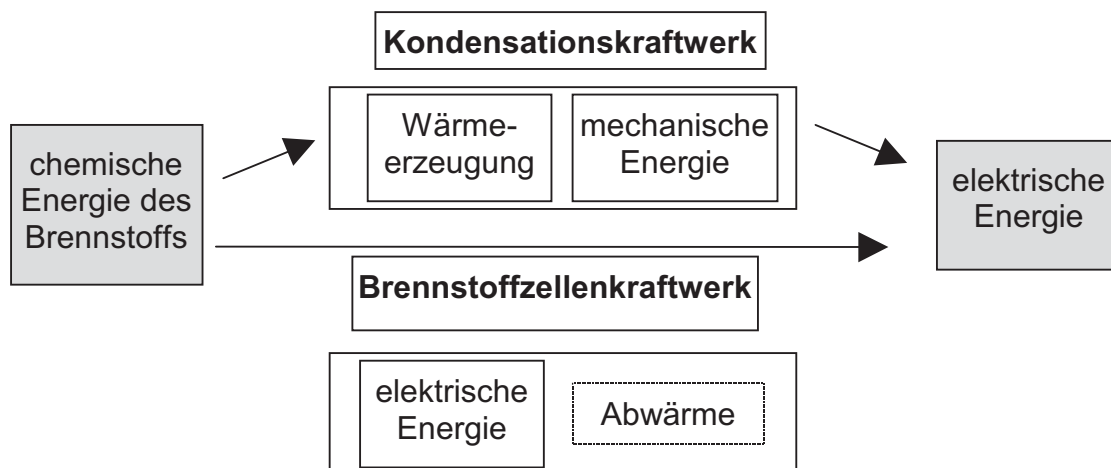 Kondensationskraftwerk
Wärme-
erzeugung
mechanische
Energie
chemische
Energie des
Brennstoffs
elektrische
Energie
Brennstoffzellenkraftwerk
elektrische
Energie
Abwärme